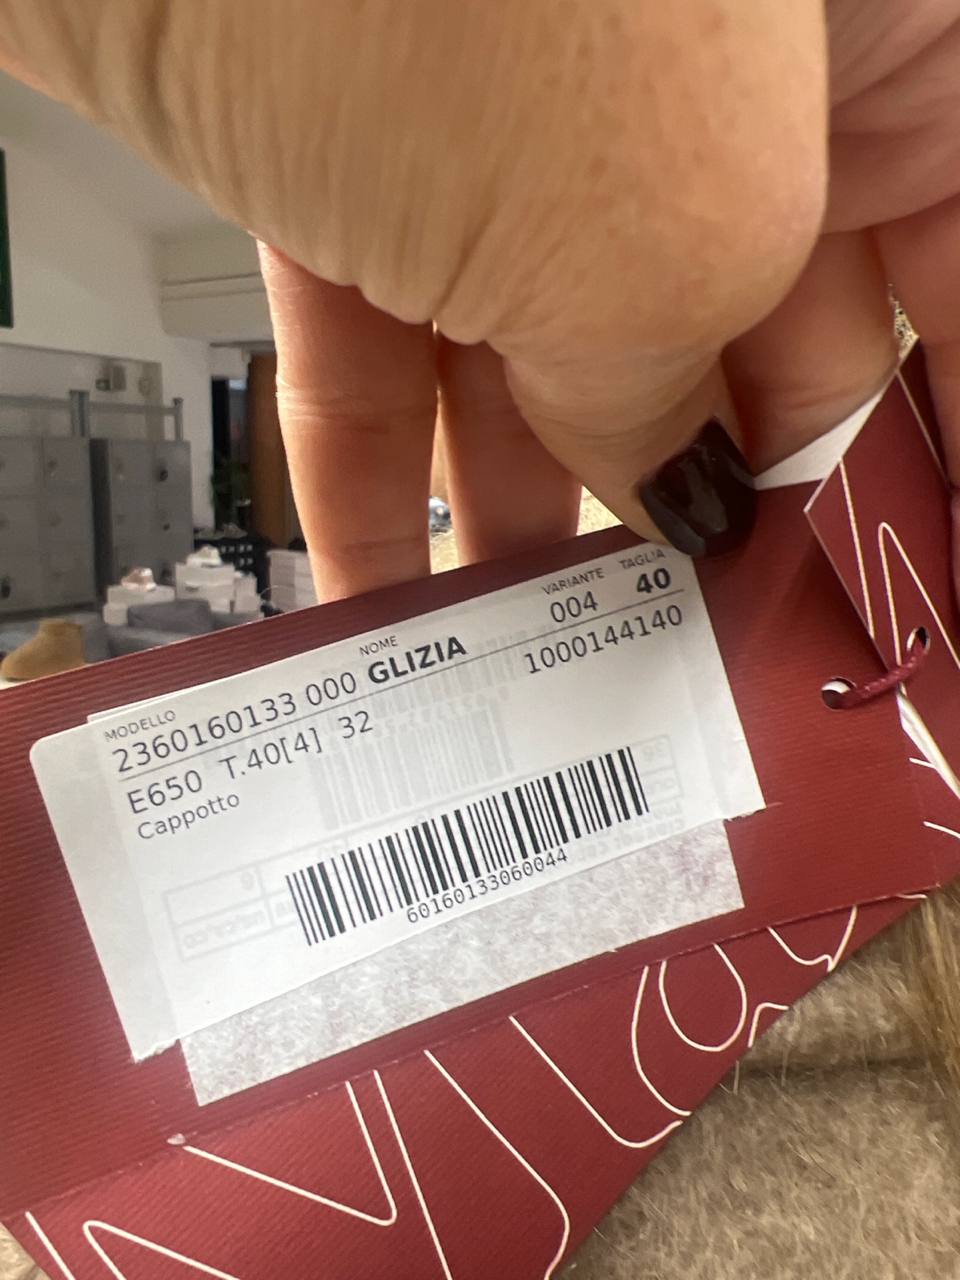 MODELLO NOME VARIANTE TAGLIA
2360160133 000 GLIZIA 004 40
E650 T.40[4] 32 1000144140
Cappotto
60160133060044